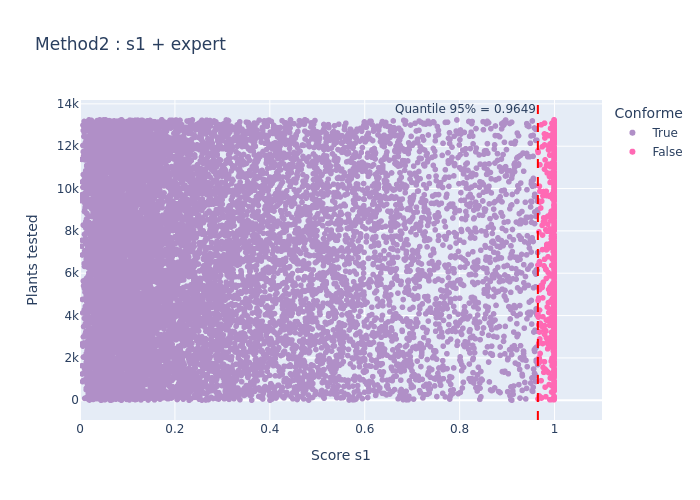 Method2 : s1 + expert
Quantile 95% = 0.9649
Conforme
True
False
14k
12k
10k
8k
6k
4k
2k
0
Plants tested
0
0.2
0.4
0.6
0.8
1
Score s1